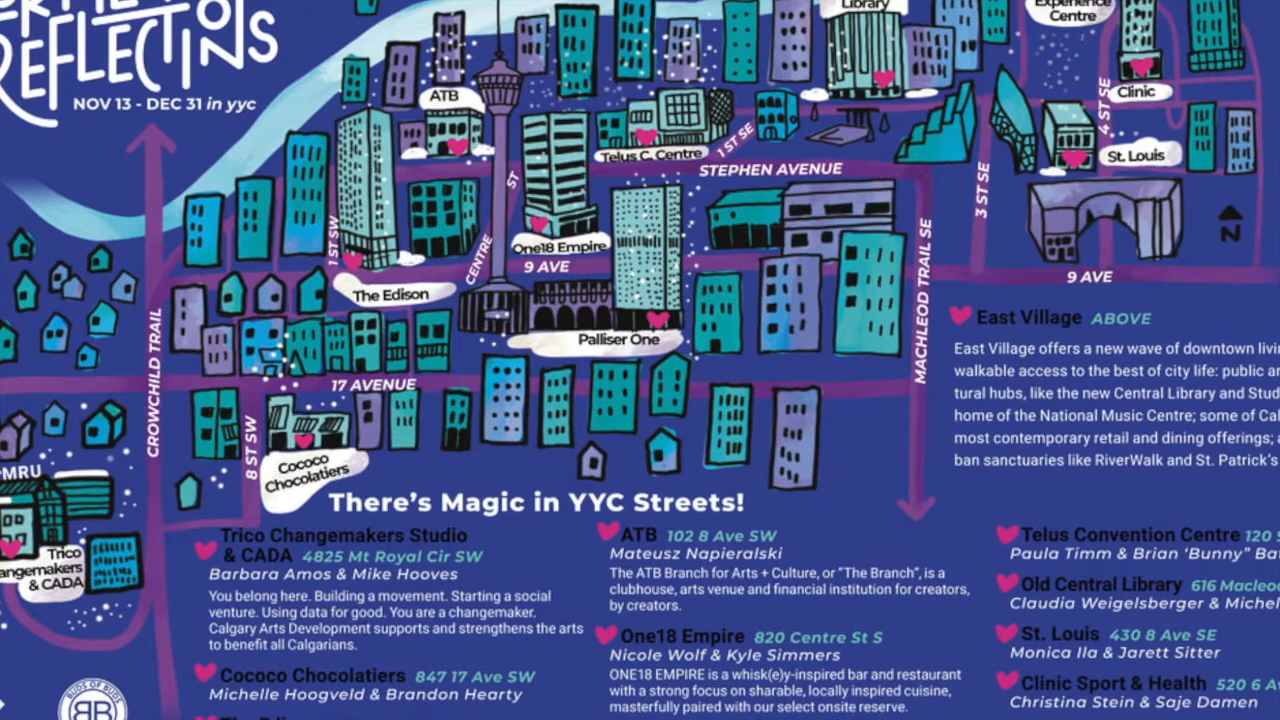 REFLECTIONS
NOV 13 - DEC 31 in yyc
Library
Experience
Centre
ATB
Clinic
4 ST SE
Telus C. Centre
1 ST SE
St. Louis
STEPHEN AVENUE
3 ST SE
ST
CENTRE
1 ST SW
One18 Empire
9 AVE
N
9 AVE
The Edison
MACHLEOD TRAIL SE
Palliser One
CROWCHILD TRAIL
17 AVENUE
8 ST SW
MRU
Cococo
Chocolatiers
Trico
& CADA
East Village ABOVE
East Village offers a new wave of downtown
walkable access to the best of city life: public
hubs, like the new Central Library and
home of the National Music Centre; some of
most contemporary retail and dining offerings;
sanctuaries like RiverWalk and St. Patrick's
There's Magic in YYC Streets!
Trico Changemakers Studio
& CADA 4825 Mt Royal Cir SW
Barbara Amos & Mike Hooves
You belong here. Building a movement. Starting a social
venture. Using data for good. You are a changemaker.
Calgary Arts Development supports and strengthens the arts
to benefit all Calgarians.
Cococo Chocolatiers 847 17 Ave SW
Michelle Hoogveld & Brandon Hearty
ATB 102 8 Ave SW
Mateusz Napieralski
The ATB Branch for Arts + Culture, or "The Branch", is a
clubhouse, arts venue and financial institution for creators,
by creators.
One18 Empire 820 Centre St S
Nicole Wolf & Kyle Simmers
ONE18 EMPIRE is a whisk(e)y-inspired bar and restaurant
with a strong focus on sharable, locally inspired cuisine,
masterfully paired with our select onsite reserve.
Telus Convention Centre 120
Paula Timm & Brian 'Bunny"
Old Central Library 616
Claudia Weigelsberger &
St. Louis 430 8 Ave SE
Monica Ila & Jarett Sitter
Clinic Sport & Health 520 6
Christina Stein & Saje Damen
BB